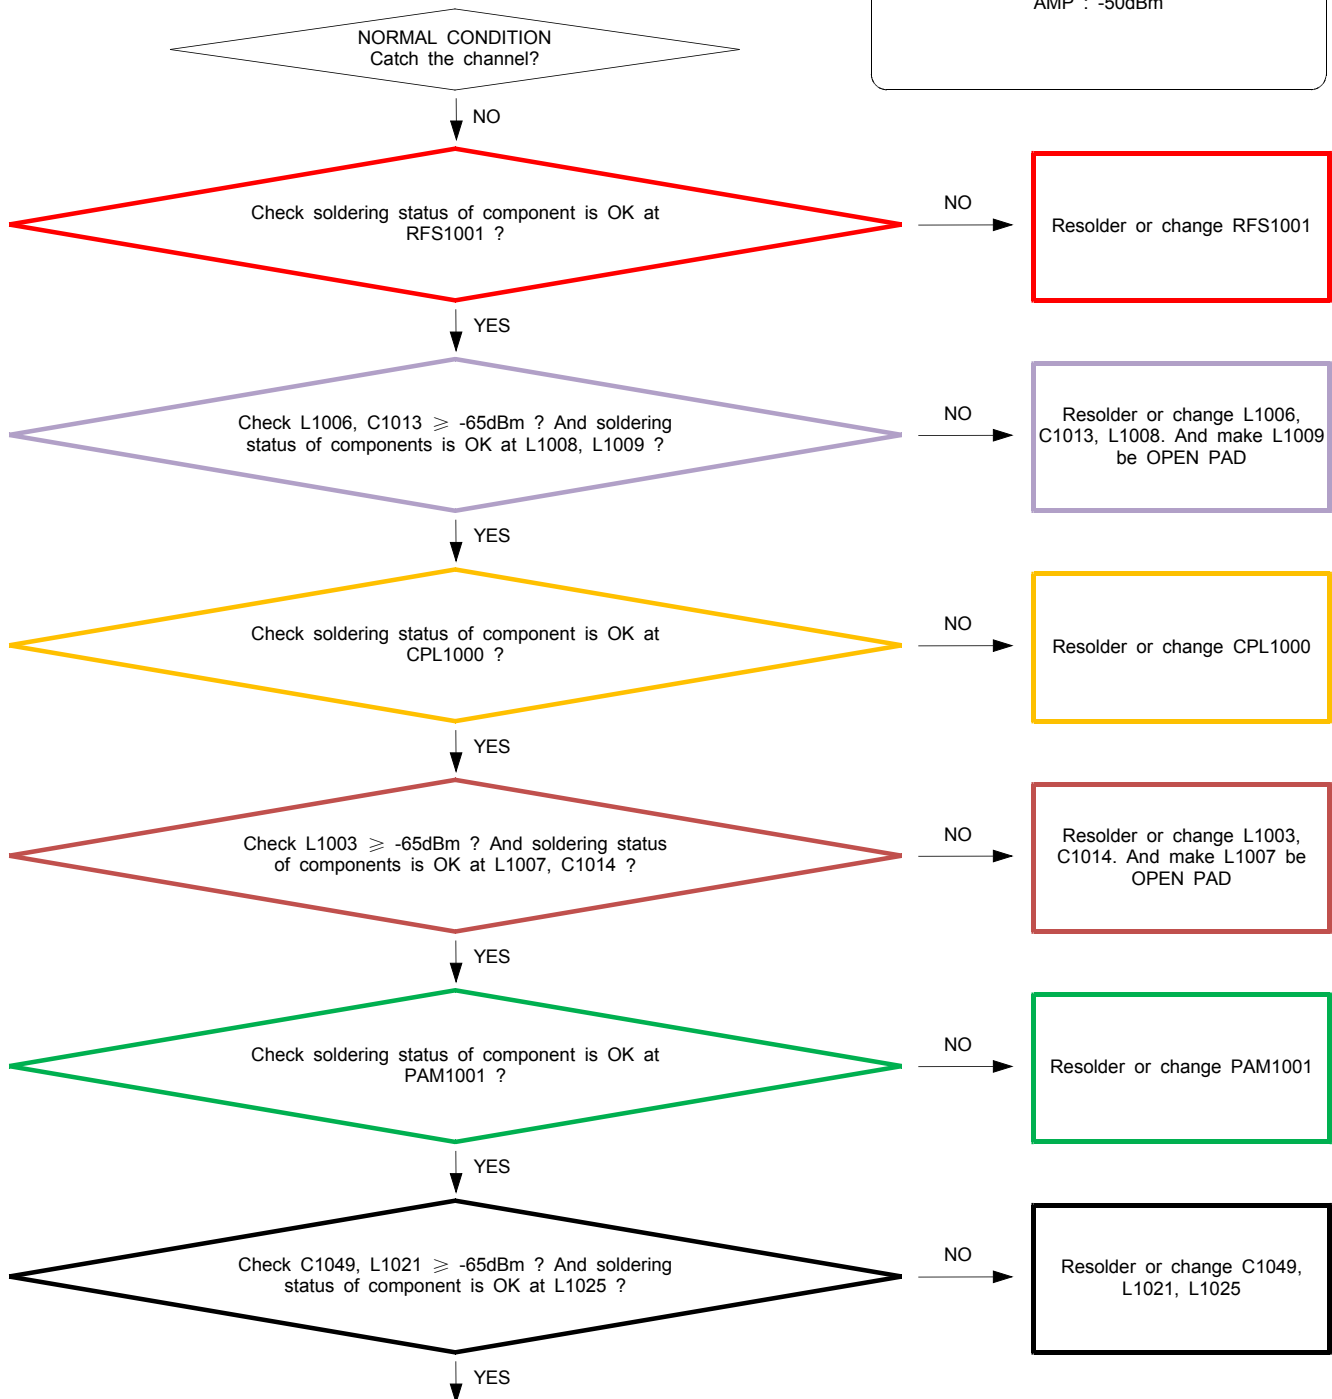 AMP : -50dBm
NORMAL CONDITION
Catch the channel?
NO
Check soldering status of component is OK at
RFS1001 ?
NO
Resolder or change RFS1001
YES
Check L1006, C1013 ≥ -65dBm ? And soldering
status of components is OK at L1008, L1009 ?
NO
Resolder or change L1006,
C1013, L1008. And make L1009
be OPEN PAD
YES
Check soldering status of component is OK at
CPL1000 ?
NO
Resolder or change CPL1000
YES
Check L1003 ≥ -65dBm ? And soldering status
of components is OK at L1007, C1014 ?
NO
Resolder or change L1003,
C1014. And make L1007 be
OPEN PAD
YES
Check soldering status of component is OK at
PAM1001 ?
NO
Resolder or change PAM1001
YES
Check C1049, L1021 ≥ -65dBm ? And soldering
status of component is OK at L1025 ?
NO
Resolder or change C1049,
L1021, L1025
YES